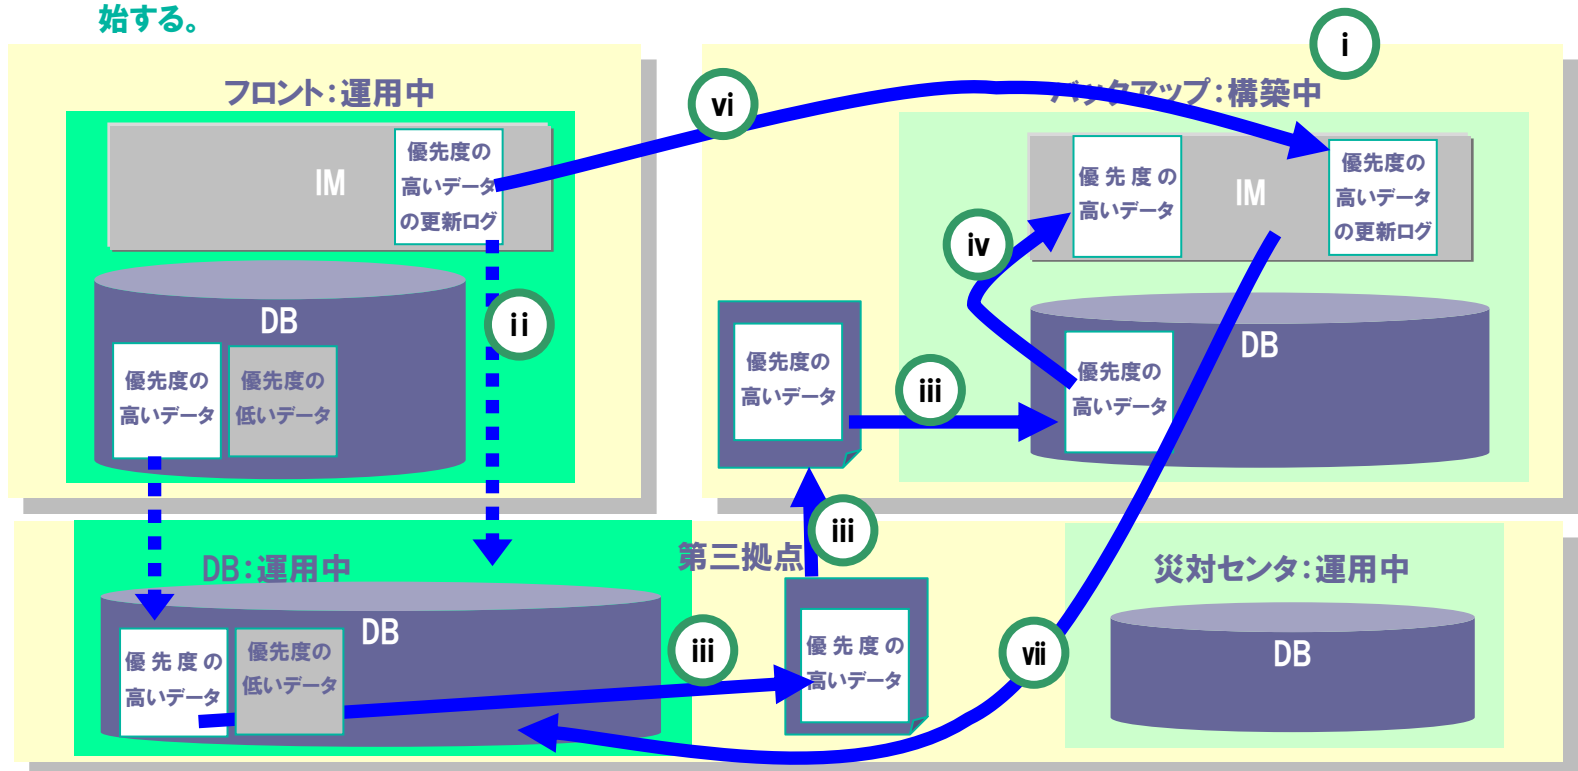 始する。
i
フロント：運用中
バックアップ：構築中
vi
優先度の
高いデータ
の更新ログ
IM
優先度の
高いデータ
IM
優先度の
高いデータ
の更新ログ
iv
DB
ii
優先度の
高いデータ
優先度の
低いデータ
優先度の
高いデータ
iii
DB
優先度の
高いデータ
iii
第三拠点
DB：運用中
災対センタ：運用中
DB
優先度の
高いデータ
優先度の
低いデータ
iii
優先度の
高いデータ
vii
DB